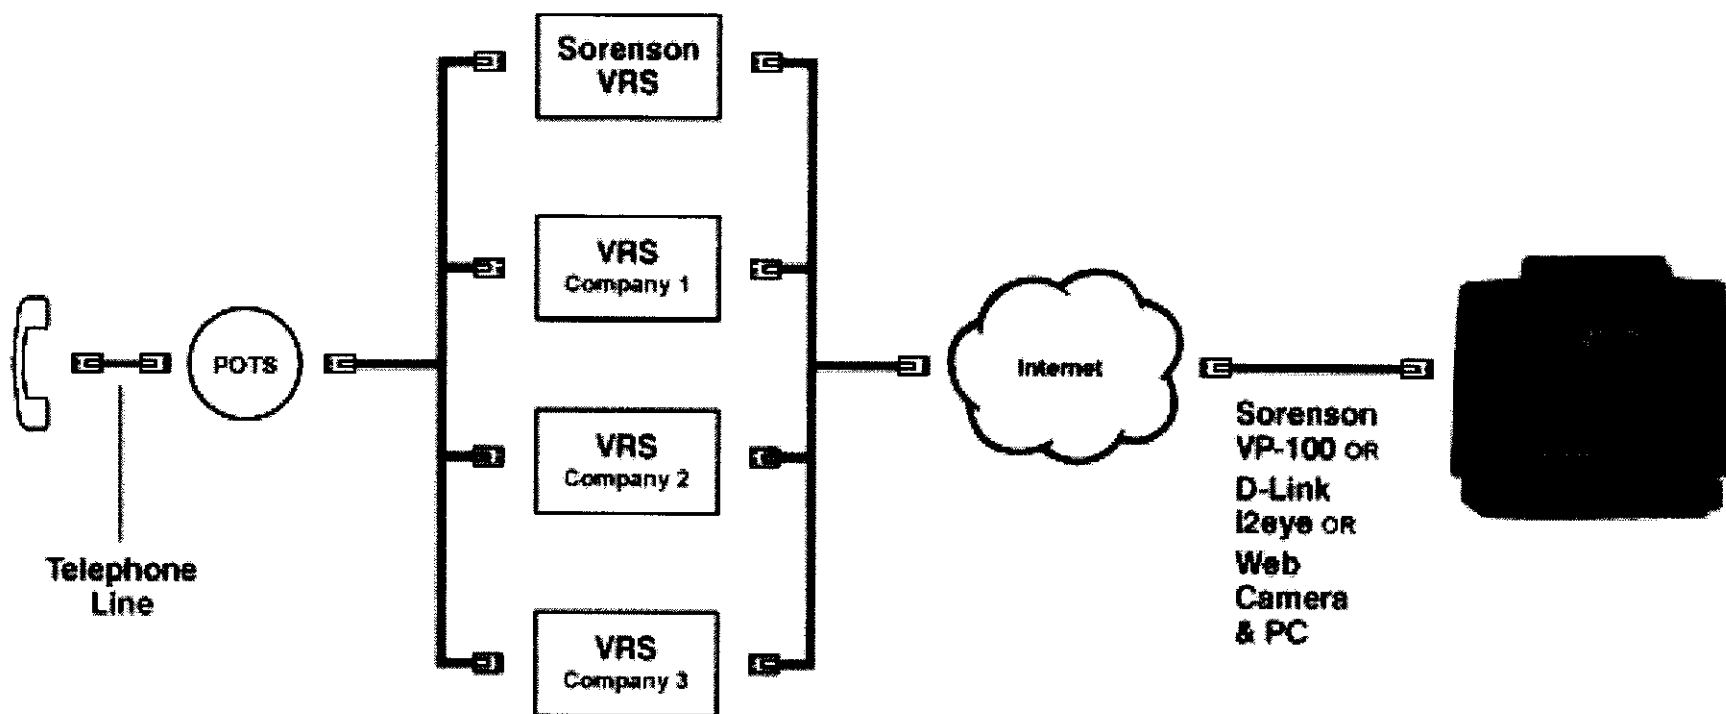 Sorenson
VRS
VRS
Company 1
POTS
Internet
VRS
Company 2
Telephone
Line
VRS
Company 3
Sorenson
VP-100 OR
D-Link
I2eye OR
Web
Camera
& PC